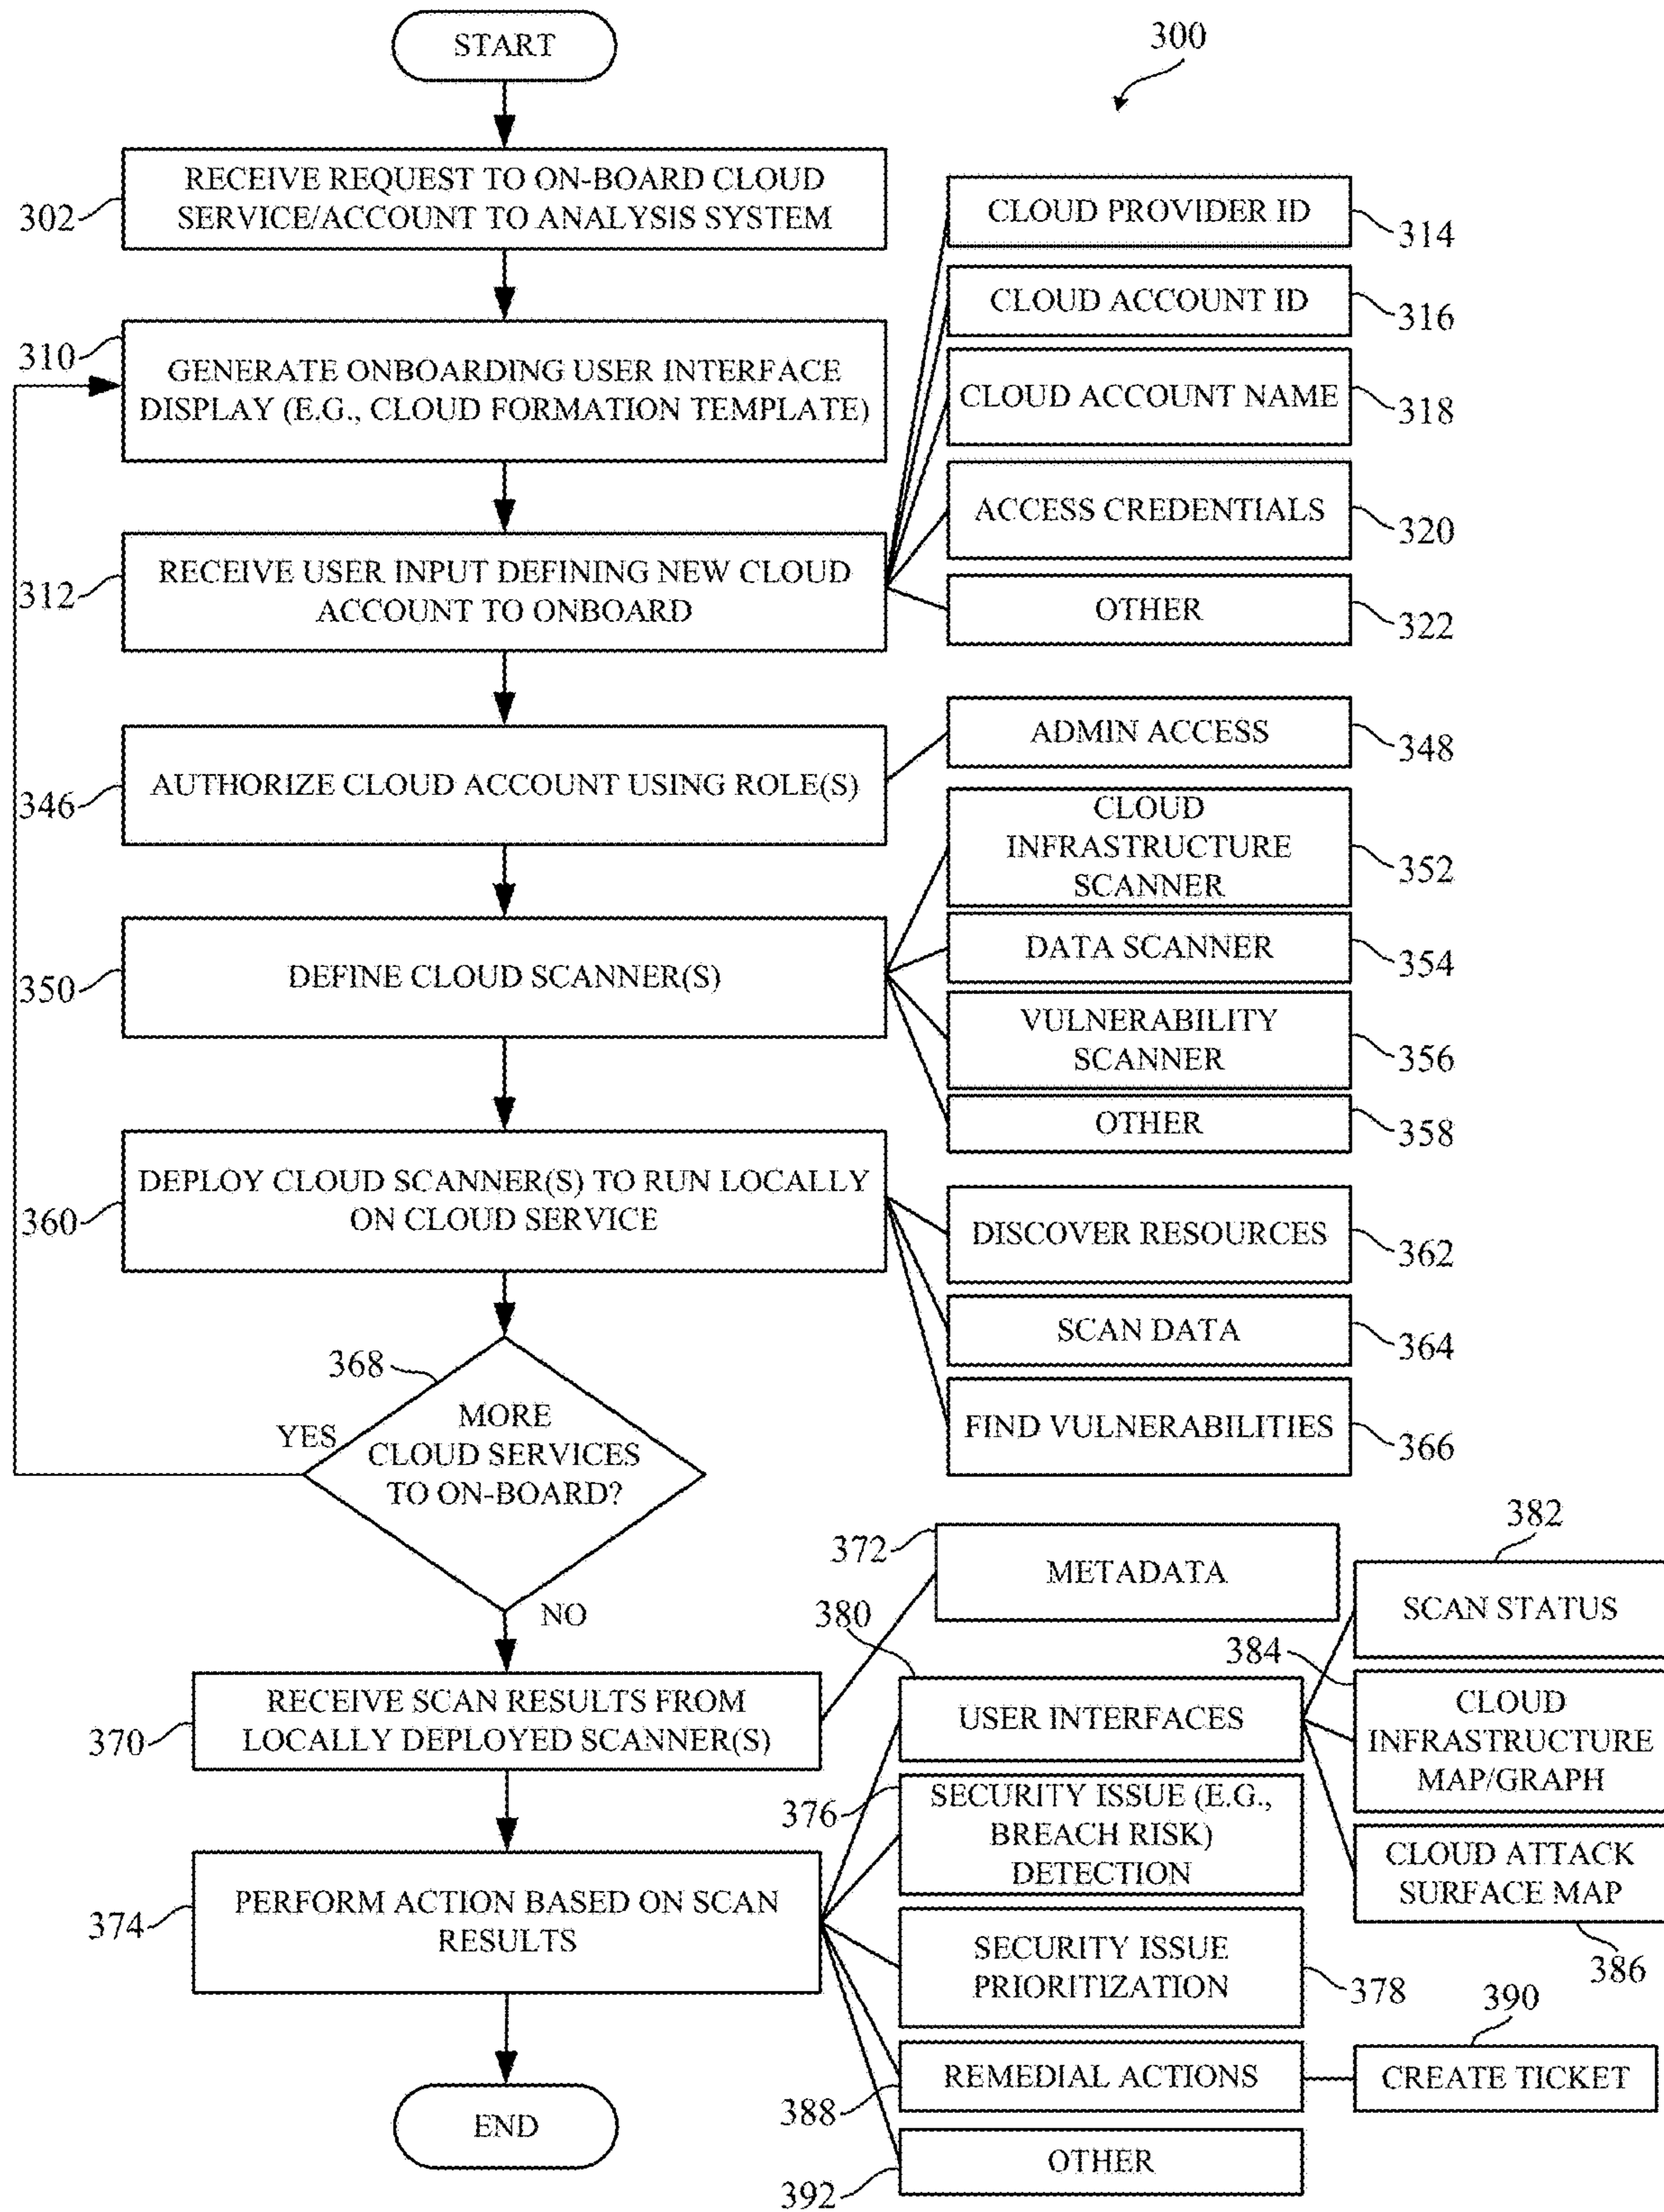 START
300
RECEIVE REQUEST TO ON-BOARD CLOUD
SERVICE/ACCOUNT TO ANALYSIS SYSTEM
302
CLOUD PROVIDER ID
314
CLOUD ACCOUNT ID
316
310
GENERATE ONBOARDING USER INTERFACE
DISPLAY (E.G., CLOUD FORMATION TEMPLATE)
CLOUD ACCOUNT NAME
318
ACCESS CREDENTIALS
320
RECEIVE USER INPUT DEFINING NEW CLOUD
ACCOUNT TO ONBOARD
312
OTHER
322
AUTHORIZE CLOUD ACCOUNT USING ROLE(S)
346
ADMIN ACCESS
348
CLOUD
INFRASTRUCTURE
SCANNER
352
DEFINE CLOUD SCANNER(S)
350
DATA SCANNER
354
VULNERABILITY
SCANNER
356
OTHER
358
DEPLOY CLOUD SCANNER(S) TO RUN LOCALLY
ON CLOUD SERVICE
360
DISCOVER RESOURCES
362
SCAN DATA
364
FIND VULNERABILITIES
366
368
YES
MORE
CLOUD SERVICES
TO ON-BOARD?
NO
372
METADATA
382
SCAN STATUS
380
384
RECEIVE SCAN RESULTS FROM
LOCALLY DEPLOYED SCANNER(S)
370
USER INTERFACES
CLOUD
INFRASTRUCTURE
MAP/GRAPH
376
SECURITY ISSUE (E.G.,
BREACH RISK)
DETECTION
CLOUD ATTACK
SURFACE MAP
386
PERFORM ACTION BASED ON SCAN
RESULTS
374
SECURITY ISSUE
PRIORITIZATION
378
390
REMEDIAL ACTIONS
388
CREATE TICKET
END
OTHER
392